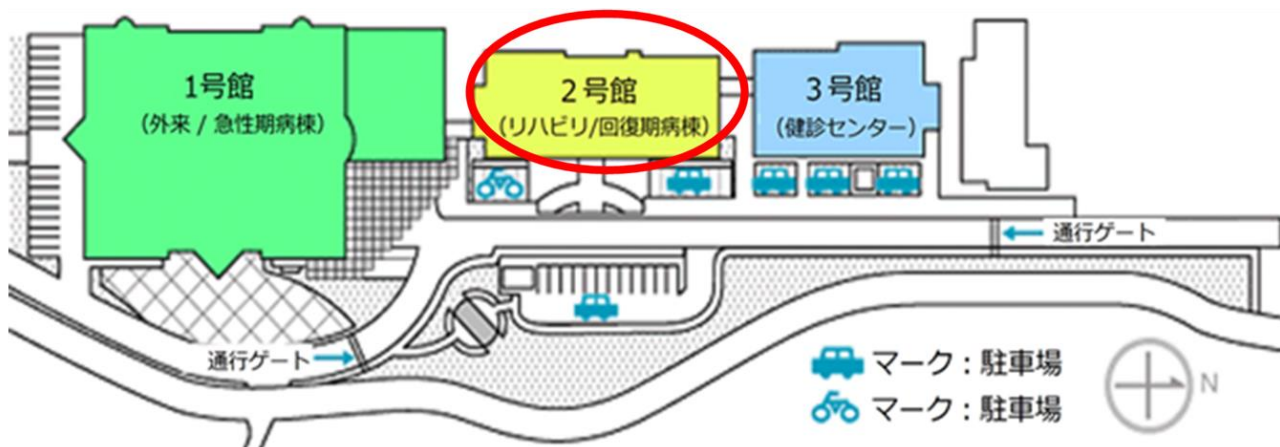 1号館
(外来 / 急性期病棟)
2号館
(リハビリ/回復期病棟)
3号館
(健診センター)
通行ゲート
通行ゲート
マーク:駐車場
マーク:駐車場
N